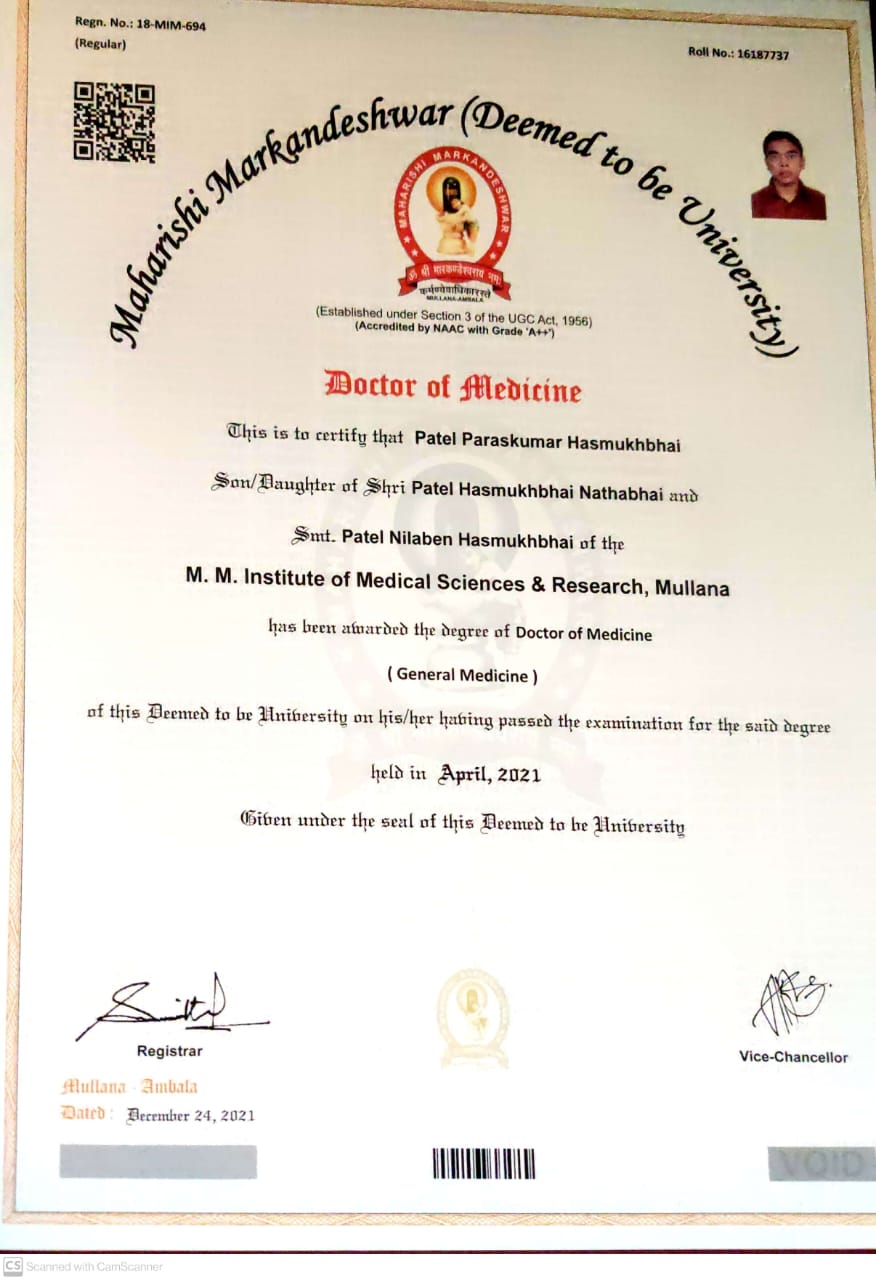 Regn. No.: 18-MIM-694
(Regular)
Roll No.: 16187737
Maharishi Markandeshwar (Deemed to be University)
MAHARISHI MARKANDESHWAR
ॐ श्री मारकण्डेश्वराय नमः
कर्मण्येवाधिकारस्ते
MULLANA-AMBALA
(Established under Section 3 of the UGC Act, 1956)
(Accredited by NAAC with Grade 'A++')
Doctor of Medicine
This is to certify that Patel Paraskumar Hasmukhbhai
Son/Daughter of Shri Patel Hasmukhbhai Nathabhai and
Smt. Patel Nilaben Hasmukhbhai of the
M. M. Institute of Medical Sciences & Research, Mullana
has been awarded the degree of Doctor of Medicine
( General Medicine )
of this Deemed to be University on his/her having passed the examination for the said degree
held in April, 2021
Given under the seal of this Deemed to be University
Registrar
Vice-Chancellor
Mullana - Ambala
Dated : December 24, 2021
VOID
CS Scanned with CamScanner